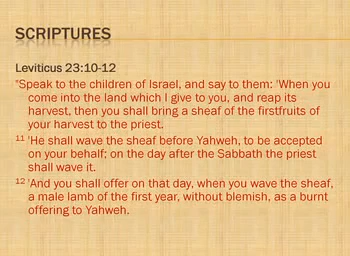 SCRIPTURES
Leviticus 23:10-12
"Speak to the children of Israel, and say to them: 'When you
come into the land which I give to you, and reap its
harvest, then you shall bring a sheaf of the firstfruits of
your harvest to the priest.
11 'He shall wave the sheaf before Yahweh, to be accepted
on your behalf; on the day after the Sabbath the priest
shall wave it.
12 'And you shall offer on that day, when you wave the sheaf,
a male lamb of the first year, without blemish, as a burnt
offering to Yahweh.